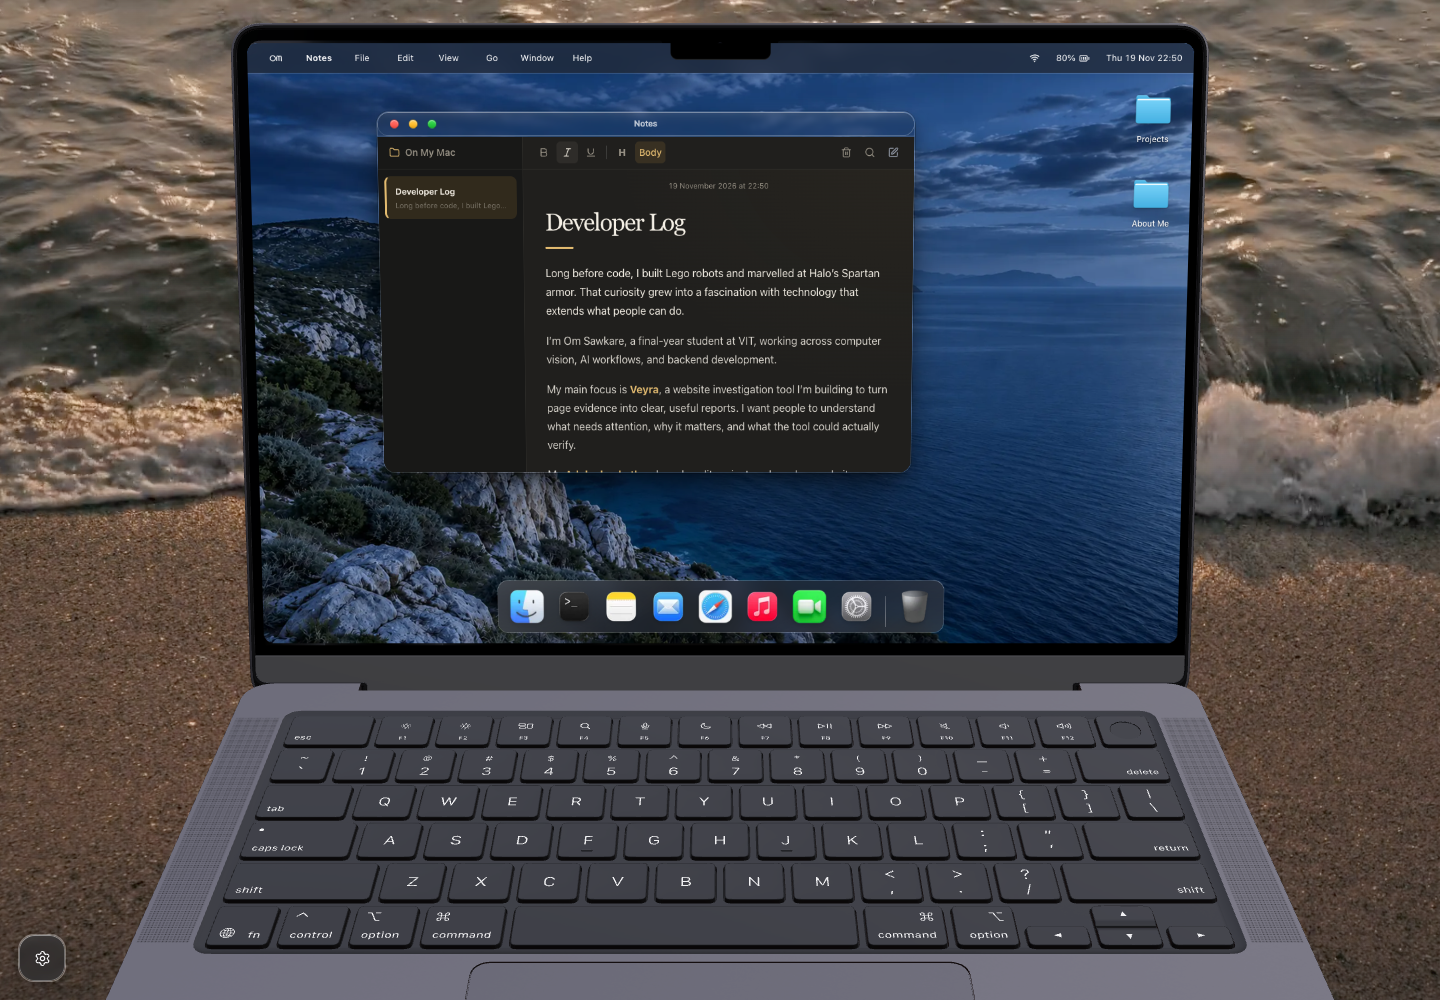 Om Notes File Edit View Go Window Help 80% Thu 19 Nov 22:50
Projects
About Me
Notes
On My Mac
B I U H Body
Developer Log
Long before code, I built Lego...
19 November 2026 at 22:50
Developer Log
Long before code, I built Lego robots and marvelled at Halo's Spartan
armor. That curiosity grew into a fascination with technology that
extends what people can do.
I'm Om Sawkare, a final-year student at VIT, working across computer
vision, AI workflows, and backend development.
My main focus is Veyra, a website investigation tool I'm building to turn
page evidence into clear, useful reports. I want people to understand
what needs attention, why it matters, and what the tool could actually
verify.
>_
esc F1 F2 F3 F4 F5 F6 F7 F8 F9 F10 F11 F12
~ ! @ # $ % ^ & * ( ) — +
` 1 2 3 4 5 6 7 8 9 0 - = delete
tab Q W E R T Y U I O P { [ } ] | \
caps lock A S D F G H J K L : ; " ' return
shift Z X C V B N M < , > . ? / shift
fn ^ control ⌥ option ⌘ command ⌘ command ⌥ option